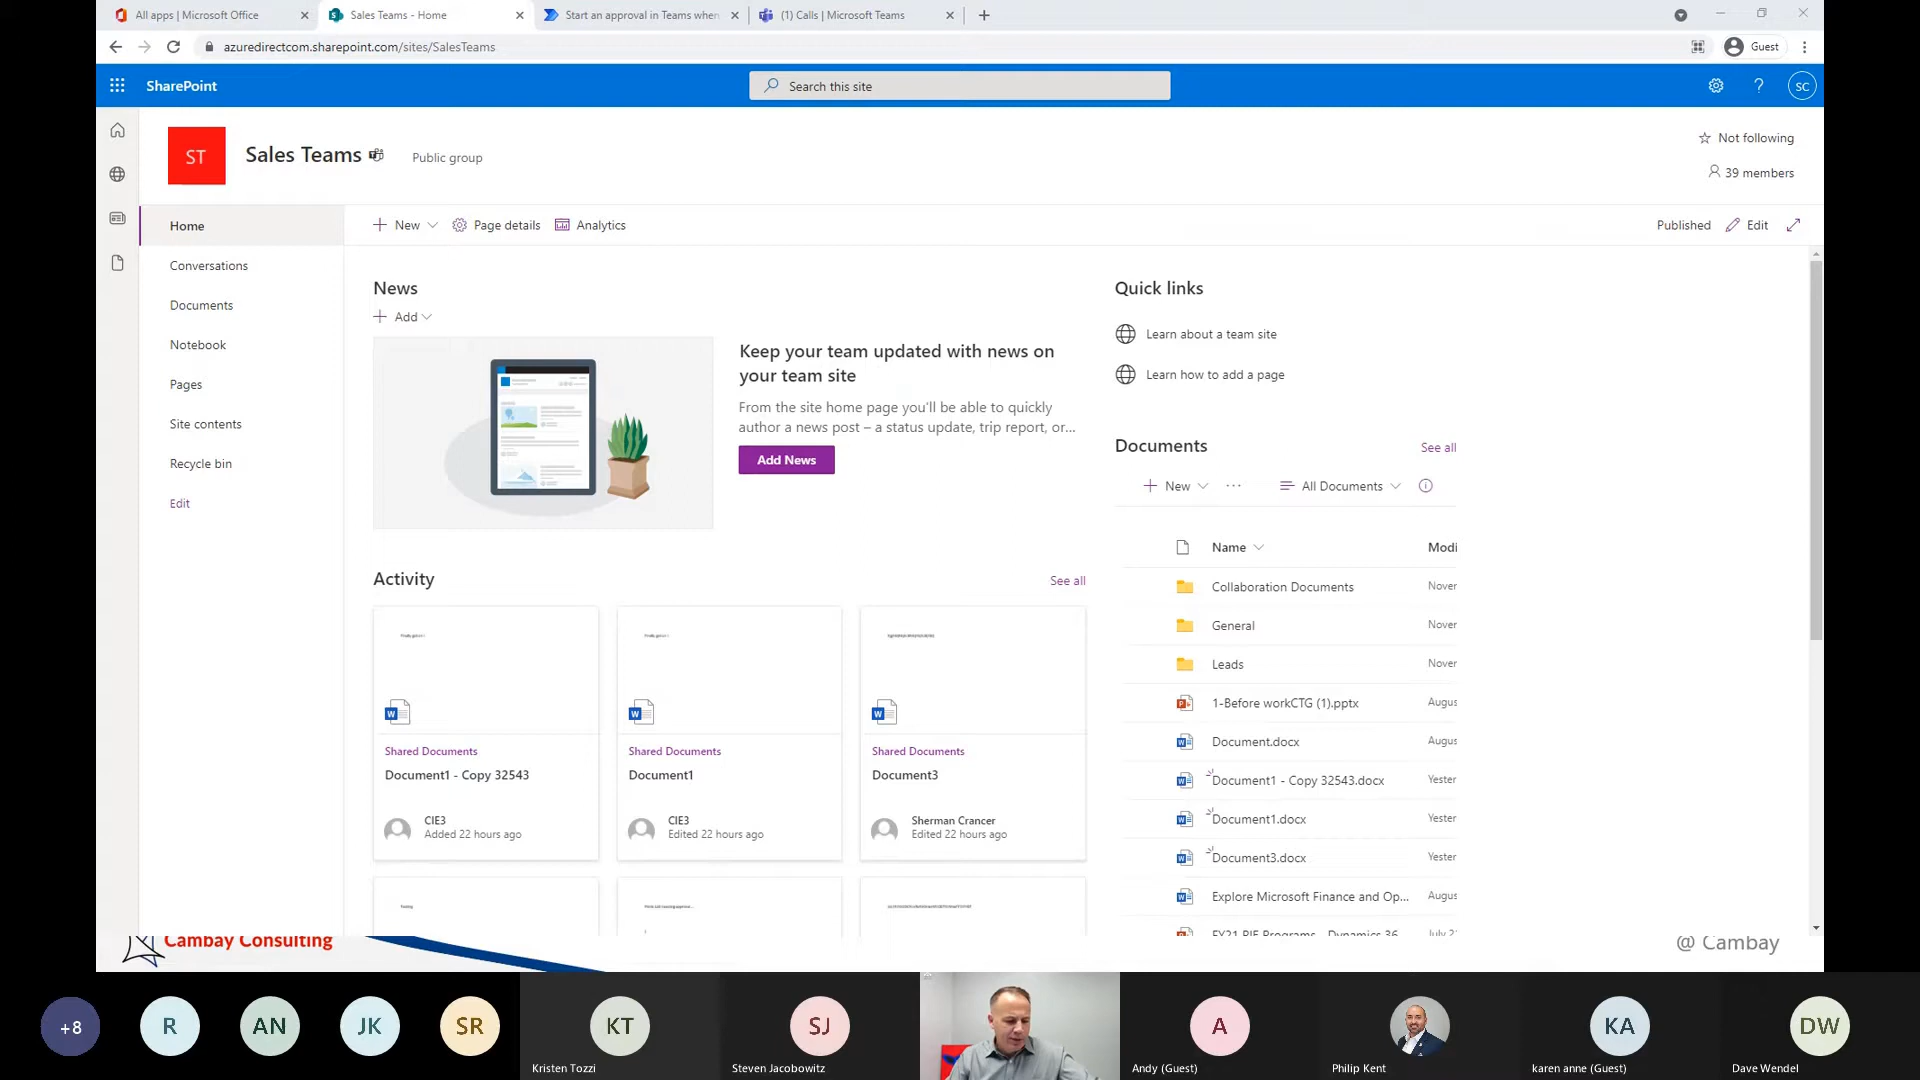 All apps | Microsoft Office
Sales Teams - Home
Start an approval in Teams when
(1) Calls | Microsoft Teams
azuredirectcom.sharepoint.com/sites/SalesTeams
Guest
SharePoint
Search this site
?
SC
ST
Sales Teams
Public group
Not following
39 members
Home
Conversations
Documents
Notebook
Pages
Site contents
Recycle bin
Edit
New
Page details
Analytics
Published
Edit
News
Add
Keep your team updated with news on
your team site
From the site home page you'll be able to quickly
author a news post – a status update, trip report, or...
Add News
Quick links
Learn about a team site
Learn how to add a page
Documents
See all
New
...
All Documents
Name
Modi
Collaboration Documents
Nover
General
Nover
Leads
Nover
1-Before workCTG (1).pptx
Augus
Document.docx
Augus
Document1 - Copy 32543.docx
Yester
Document1.docx
Yester
Document3.docx
Yester
Explore Microsoft Finance and Op...
Augus
FY21 PIE Programs - Dynamics 36
July 2
Activity
See all
Shared Documents
Document1 - Copy 32543
CIE3
Added 22 hours ago
Shared Documents
Document1
CIE3
Edited 22 hours ago
Shared Documents
Document3
Sherman Crancer
Edited 22 hours ago
Cambay Consulting
@ Cambay
+8
R
AN
JK
SR
KT
Kristen Tozzi
SJ
Steven Jacobowitz
A
Andy (Guest)
Philip Kent
KA
karen anne (Guest)
DW
Dave Wendel